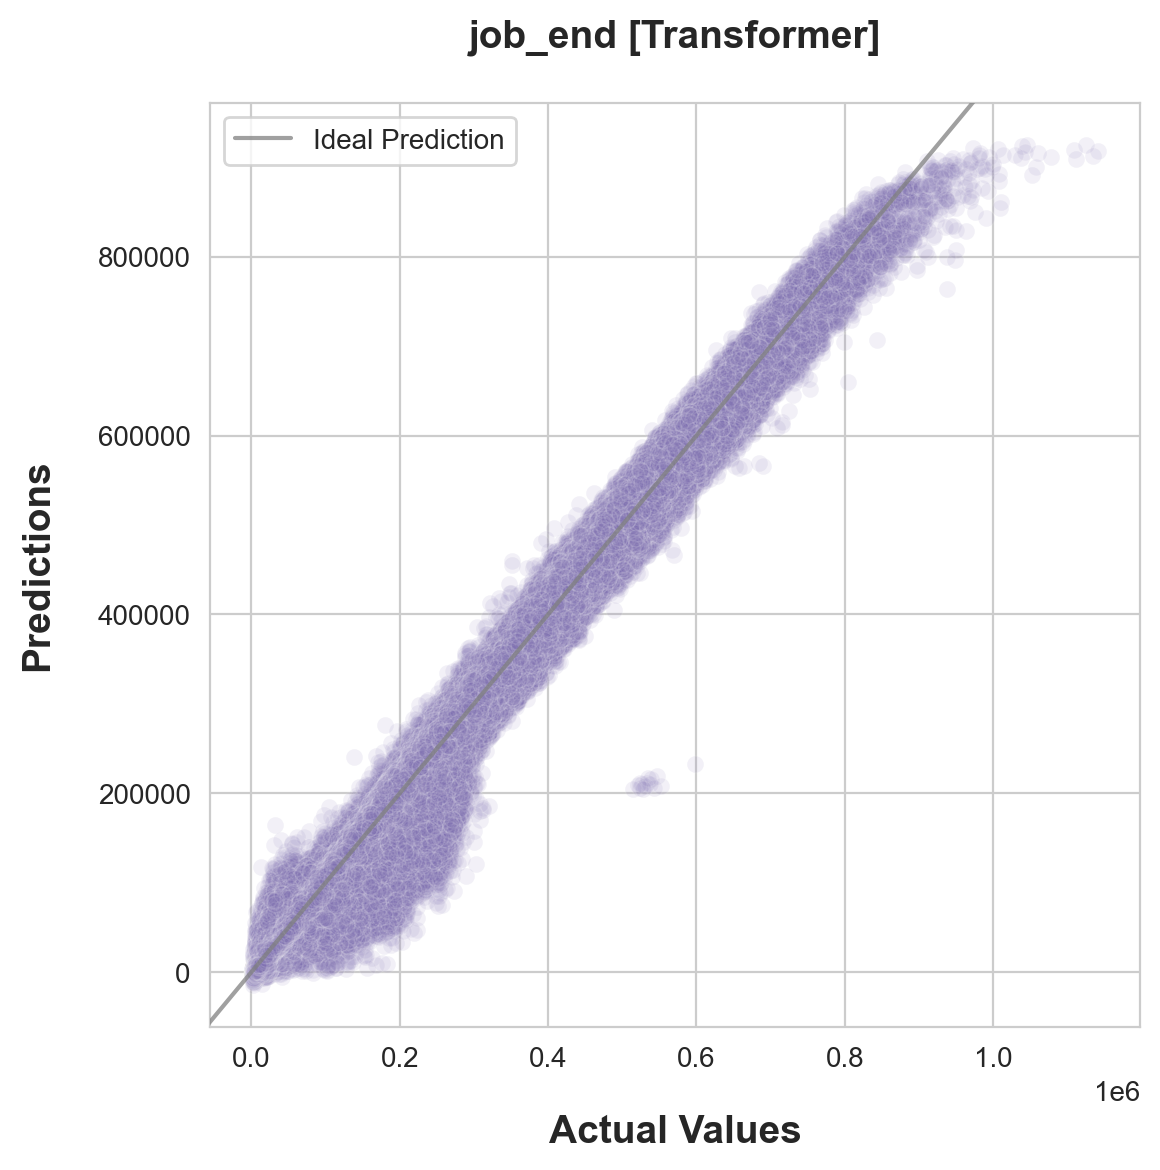 job_end [Transformer]
Ideal Prediction
Predictions
800000
600000
400000
200000
0
0.0 0.2 0.4 0.6 0.8 1.0
1e6
Actual Values